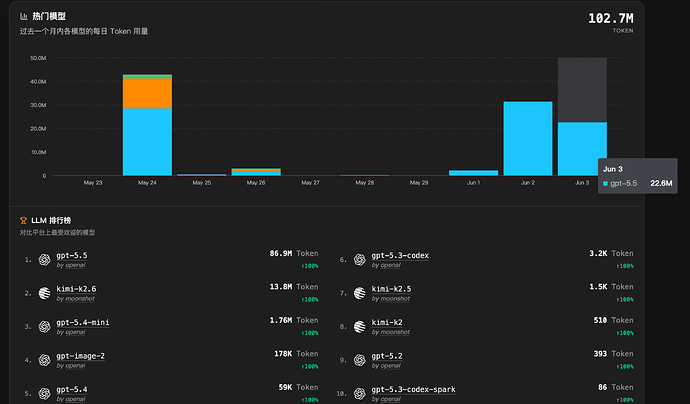 热门模型
过去一个月内各模型的每日 Token 用量
102.7M
TOKEN
50.0M
40.0M
30.0M
20.0M
10.0M
0
May 23 May 24 May 25 May 26 May 27 May 28 May 29 Jun 1 Jun 2 Jun 3
Jun 3
gpt-5.5 22.6M
LLM 排行榜
对比平台上最受欢迎的模型
1. gpt-5.5 86.9M Token
by openai ↑100%
2. kimi-k2.6 13.8M Token
by moonshot ↑100%
3. gpt-5.4-mini 1.76M Token
by openai ↑100%
4. gpt-image-2 178K Token
by openai ↑100%
5. gpt-5.4 59K Token
by openai ↑100%
6. gpt-5.3-codex 3.2K Token
by openai ↑100%
7. kimi-k2.5 1.5K Token
by moonshot ↑100%
8. kimi-k2 510 Token
by moonshot ↑100%
9. gpt-5.2 393 Token
by openai ↑100%
10. gpt-5.3-codex-spark 86 Token
by openai ↑100%